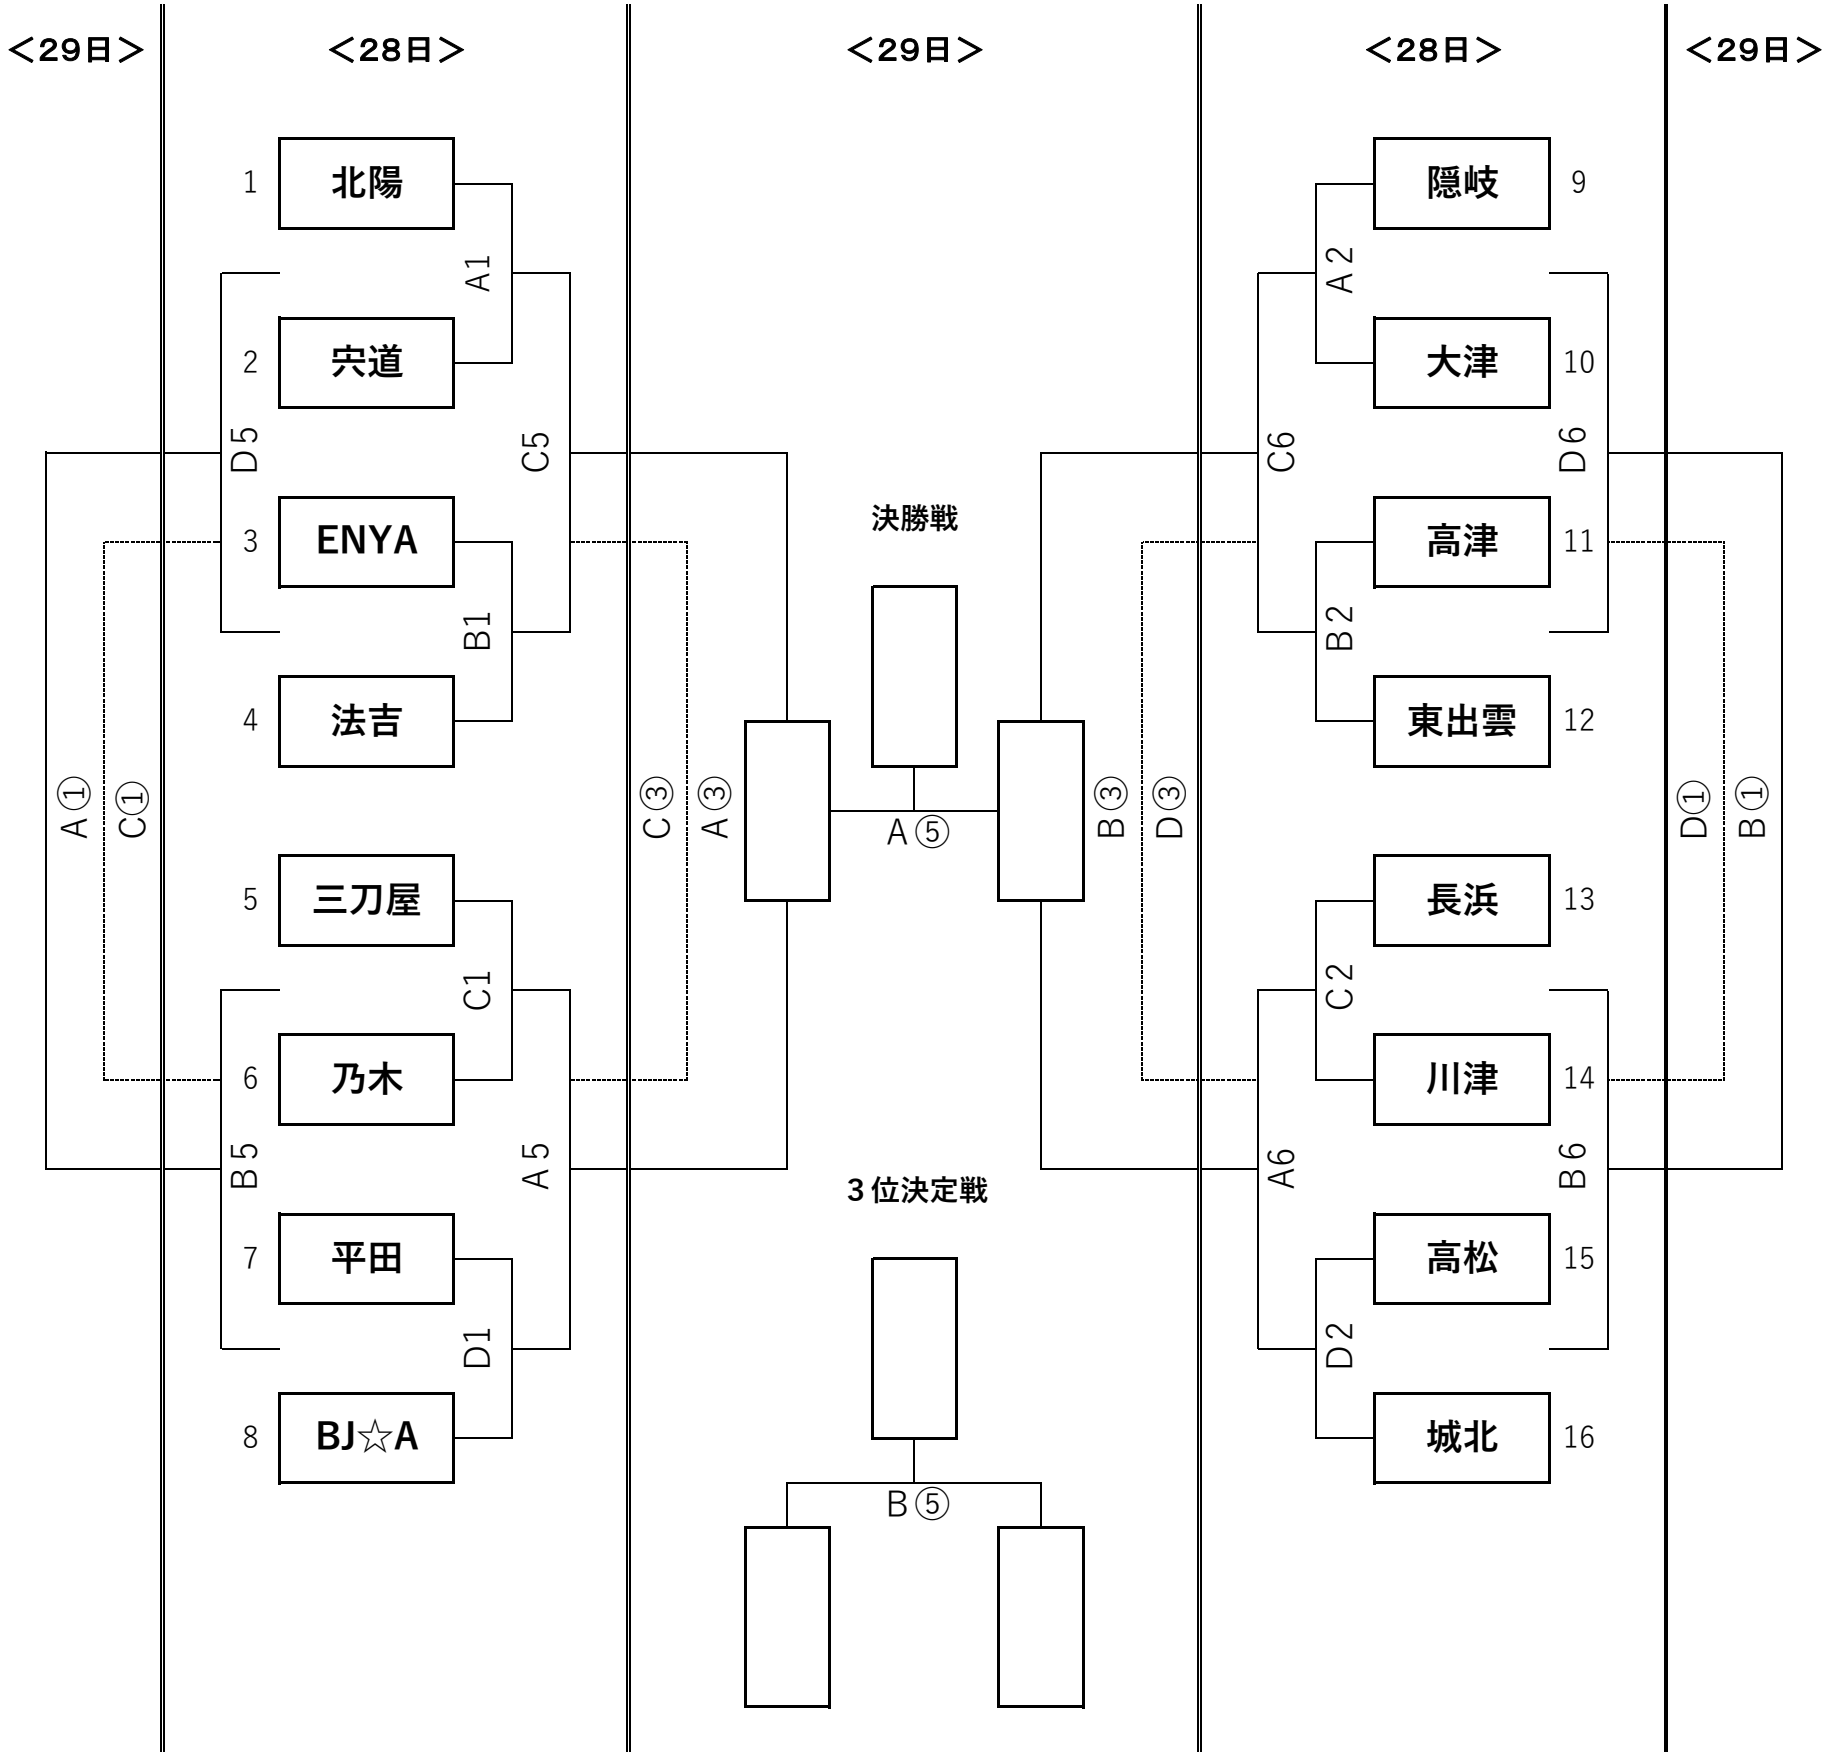 ＜29日＞
＜28日＞
＜29日＞
＜28日＞
＜29日＞
1
北陽
A1
2
宍道
D5
C5
3
ENYA
B1
4
法吉
A①
C①
5
三刀屋
C1
6
乃木
B5
A5
7
平田
D1
8
BJ☆A
C③
A③
決勝戦
A⑤
3位決定戦
B⑤
B③
D③
隠岐
9
A2
大津
10
C6
D6
高津
11
B2
東出雲
12
D①
B①
長浜
13
C2
川津
14
A6
B6
高松
15
D2
城北
16